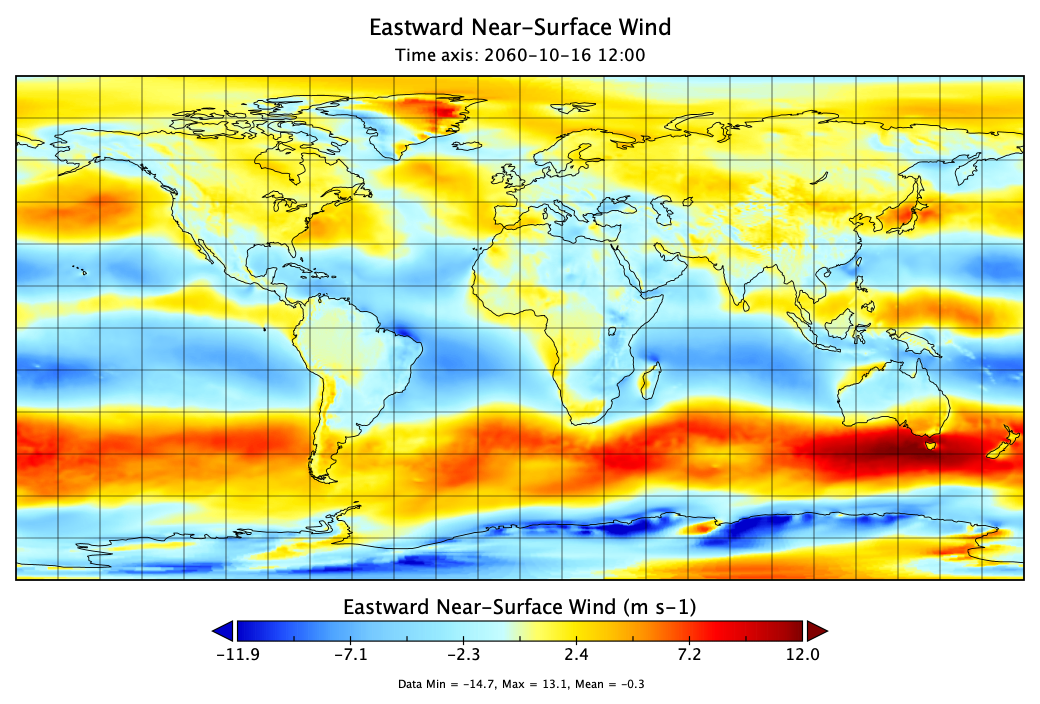 Eastward Near-Surface Wind
Time axis: 2060-10-16 12:00
Eastward Near-Surface Wind (m s-1)
-11.9 -7.1 -2.3 2.4 7.2 12.0
Data Min = -14.7, Max = 13.1, Mean = -0.3